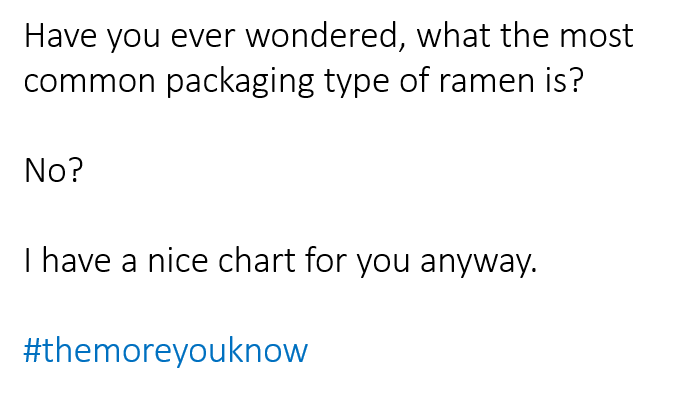 Have you ever wondered, what the most
common packaging type of ramen is?
No?
I have a nice chart for you anyway.
#themoreyouknow